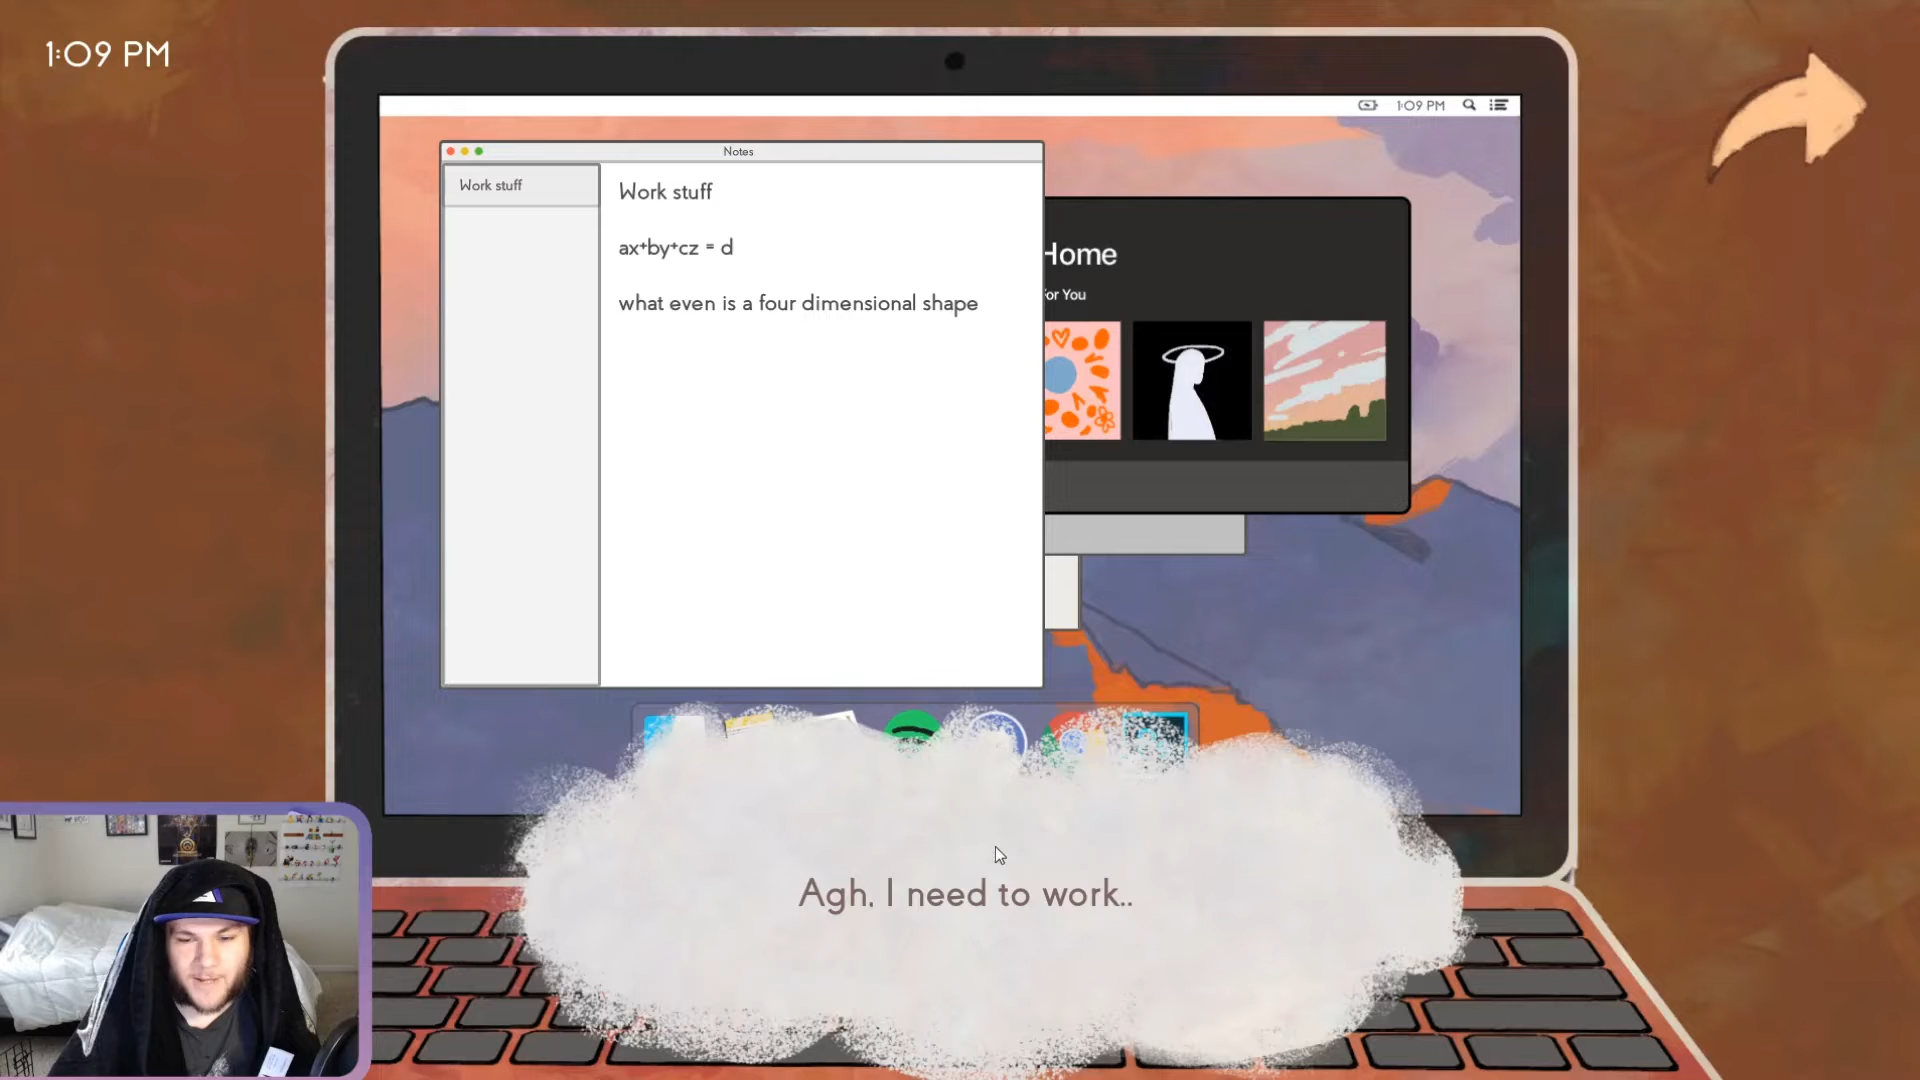 1:09 PM
1:09 PM
Notes
Work stuff
Work stuff
ax+by+cz = d
what even is a four dimensional shape
Home
For You
Agh, I need to work..